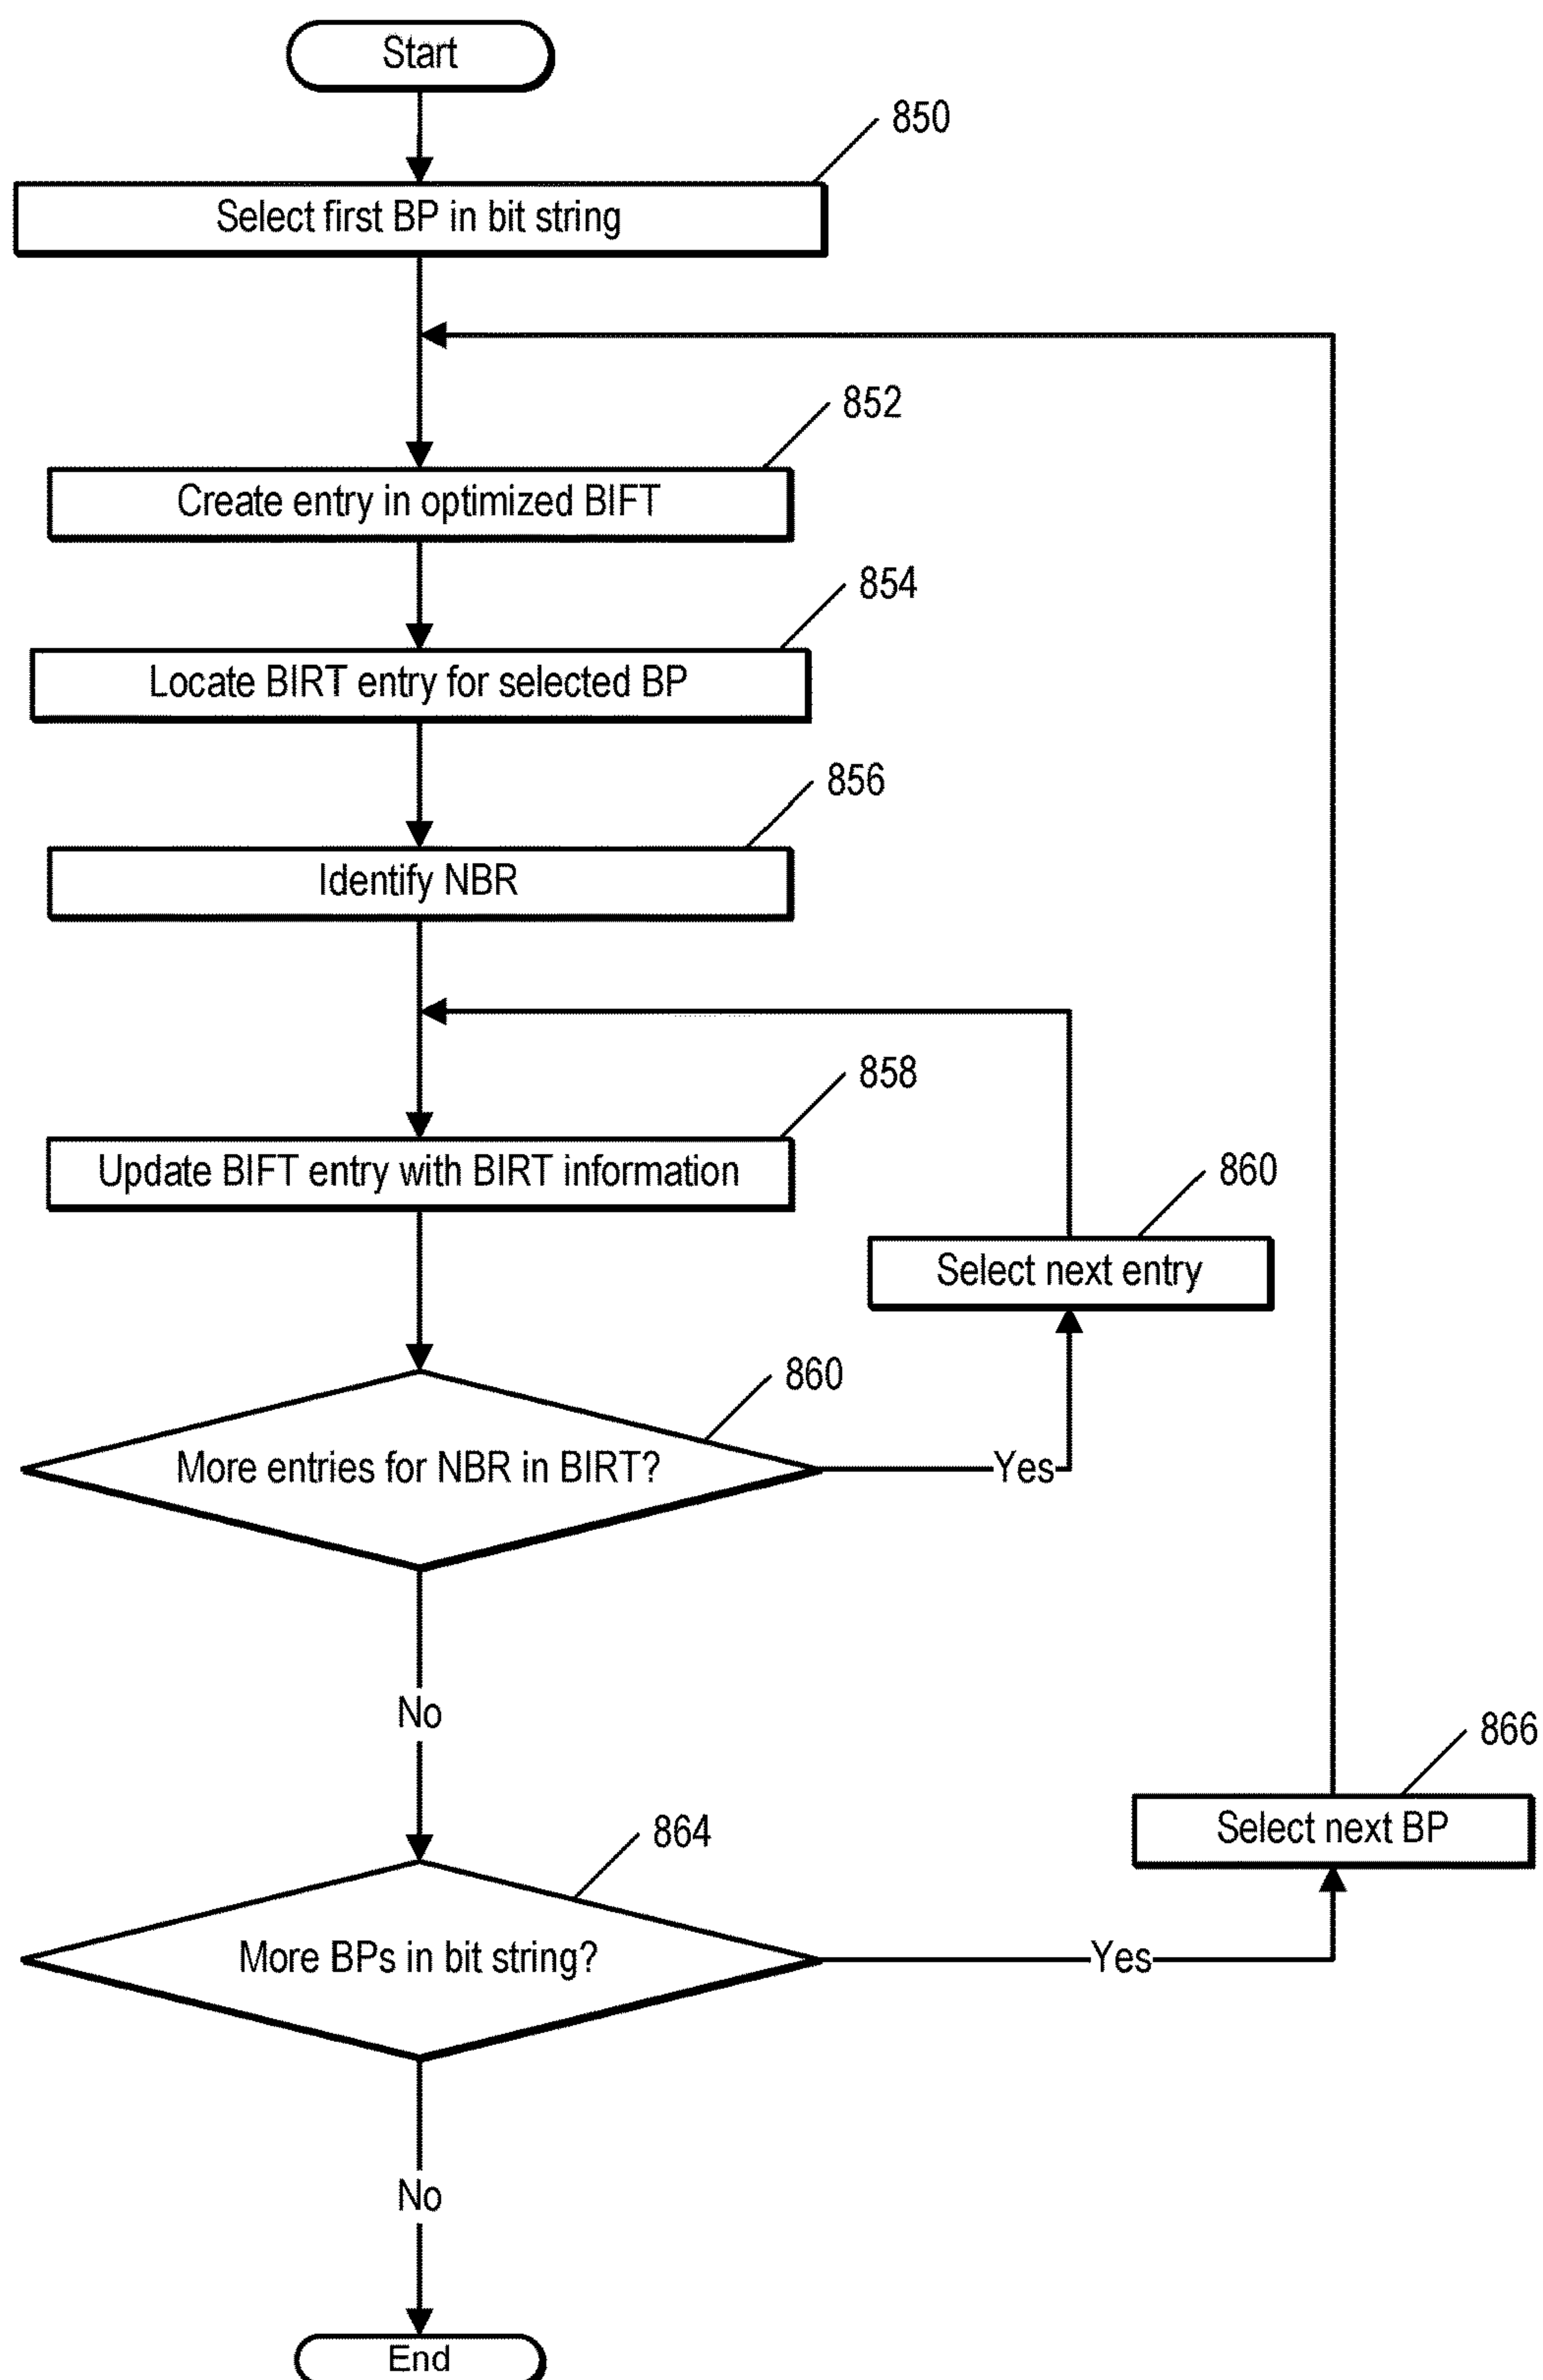 Start
850
Select first BP in bit string
852
Create entry in optimized BIFT
854
Locate BIRT entry for selected BP
856
Identify NBR
858
Update BIFT entry with BIRT information
860
Select next entry
860
More entries for NBR in BIRT?
Yes
No
866
Select next BP
864
More BPs in bit string?
Yes
No
End